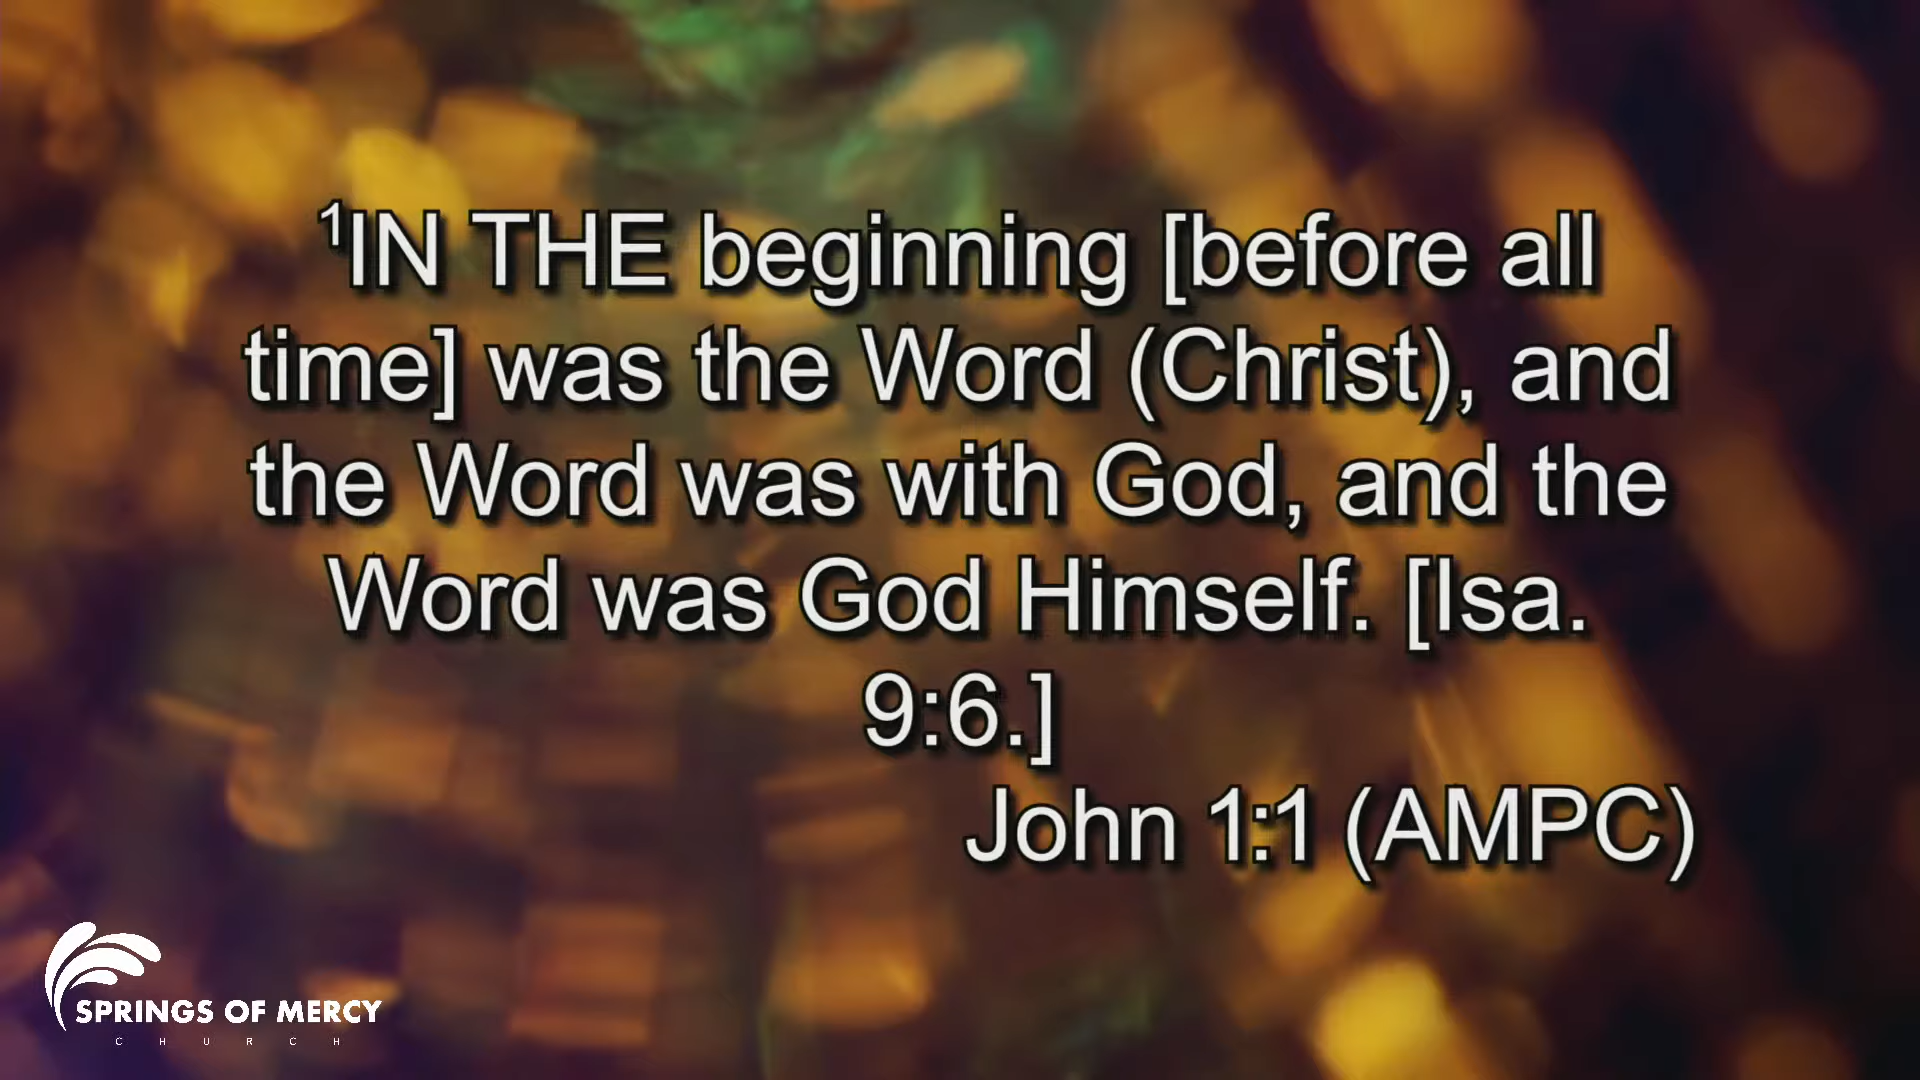 ¹IN THE beginning [before all
time] was the Word (Christ), and
the Word was with God, and the
Word was God Himself. [Isa.
9:6.]
John 1:1 (AMPC)
SPRINGS OF MERCY
CHURCH